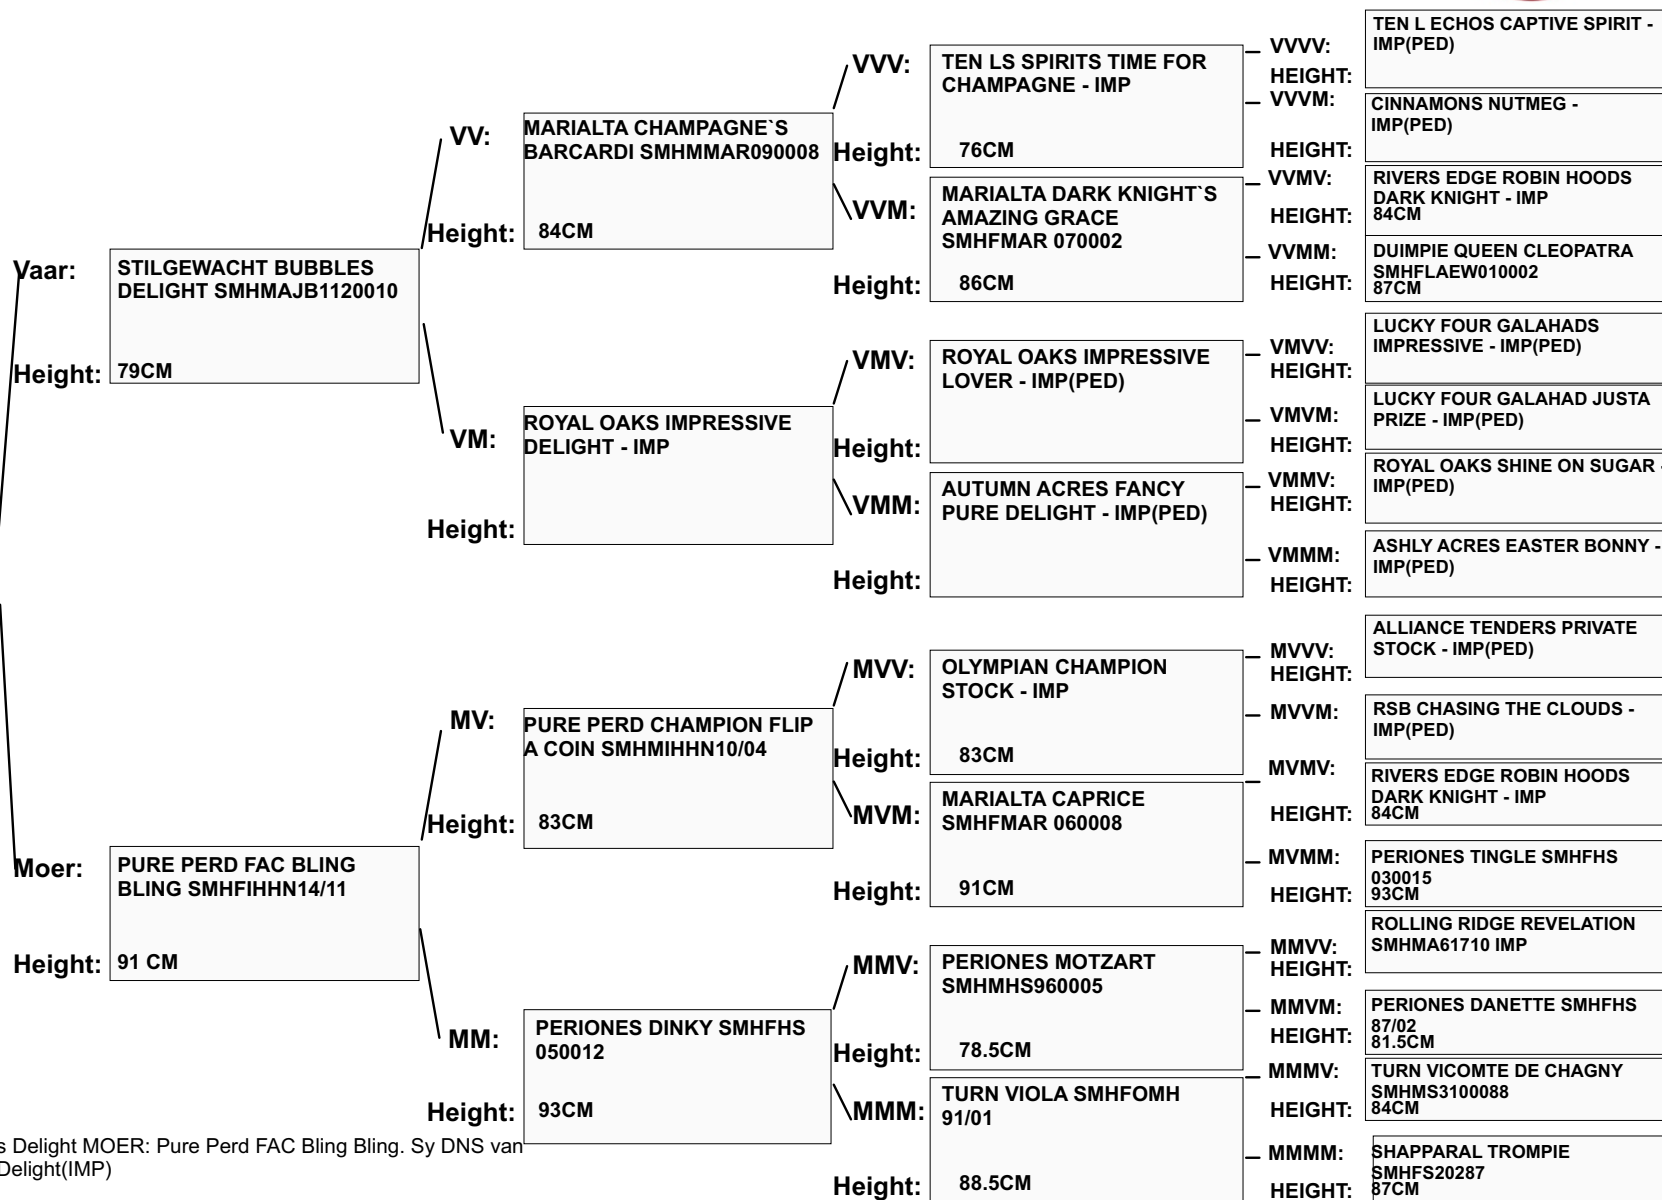 Vaar:
STILGEWACHT BUBBLES
DELIGHT SMHMAJB1120010
Height:
79CM
Moer:
PURE PERD FAC BLING
BLING SMHFIHHN14/11
Height:
91 CM
VV:
MARIALTA CHAMPAGNE`S
BARCARDI SMHMMAR090008
Height:
84CM
VM:
ROYAL OAKS IMPRESSIVE
DELIGHT - IMP
Height:
MV:
PURE PERD CHAMPION FLIP
A COIN SMHMIHHN10/04
Height:
83CM
MM:
PERIONES DINKY SMHFHS
050012
Height:
93CM
VVV:
TEN LS SPIRITS TIME FOR
CHAMPAGNE - IMP
Height:
76CM
VVM:
MARIALTA DARK KNIGHT`S
AMAZING GRACE
SMHFMAR 070002
Height:
86CM
VMV:
ROYAL OAKS IMPRESSIVE
LOVER - IMP(PED)
Height:
VMM:
AUTUMN ACRES FANCY
PURE DELIGHT - IMP(PED)
Height:
MVV:
OLYMPIAN CHAMPION
STOCK - IMP
Height:
83CM
MVM:
MARIALTA CAPRICE
SMHFMAR 060008
Height:
91CM
MMV:
PERIONES MOTZART
SMHMHS960005
Height:
78.5CM
MMM:
TURN VIOLA SMHFOMH
91/01
Height:
88.5CM
VVVV:
TEN L ECHOS CAPTIVE SPIRIT -
IMP(PED)
HEIGHT:
VVVM:
CINNAMONS NUTMEG -
IMP(PED)
HEIGHT:
VVMV:
RIVERS EDGE ROBIN HOODS
DARK KNIGHT - IMP
HEIGHT:
84CM
VVMM:
DUIMPIE QUEEN CLEOPATRA
SMHFLAEW010002
HEIGHT:
87CM
VMVV:
LUCKY FOUR GALAHADS
IMPRESSIVE - IMP(PED)
HEIGHT:
VMVM:
LUCKY FOUR GALAHAD JUSTA
PRIZE - IMP(PED)
HEIGHT:
VMMV:
ROYAL OAKS SHINE ON SUGAR -
IMP(PED)
HEIGHT:
VMMM:
ASHLY ACRES EASTER BONNY -
IMP(PED)
HEIGHT:
MVVV:
ALLIANCE TENDERS PRIVATE
STOCK - IMP(PED)
HEIGHT:
MVVM:
RSB CHASING THE CLOUDS -
IMP(PED)
MVMV:
RIVERS EDGE ROBIN HOODS
DARK KNIGHT - IMP
HEIGHT:
84CM
MVMM:
PERIONES TINGLE SMHFHS
030015
HEIGHT:
93CM
MMVV:
ROLLING RIDGE REVELATION
SMHMA61710 IMP
HEIGHT:
MMVM:
PERIONES DANETTE SMHFHS
87/02
HEIGHT:
81.5CM
MMMV:
TURN VICOMTE DE CHAGNY
SMHMS3100088
HEIGHT:
84CM
MMMM:
SHAPPARAL TROMPIE
SMHFS20287
HEIGHT:
87CM
s Delight MOER: Pure Perd FAC Bling Bling. Sy DNS van
Delight(IMP)